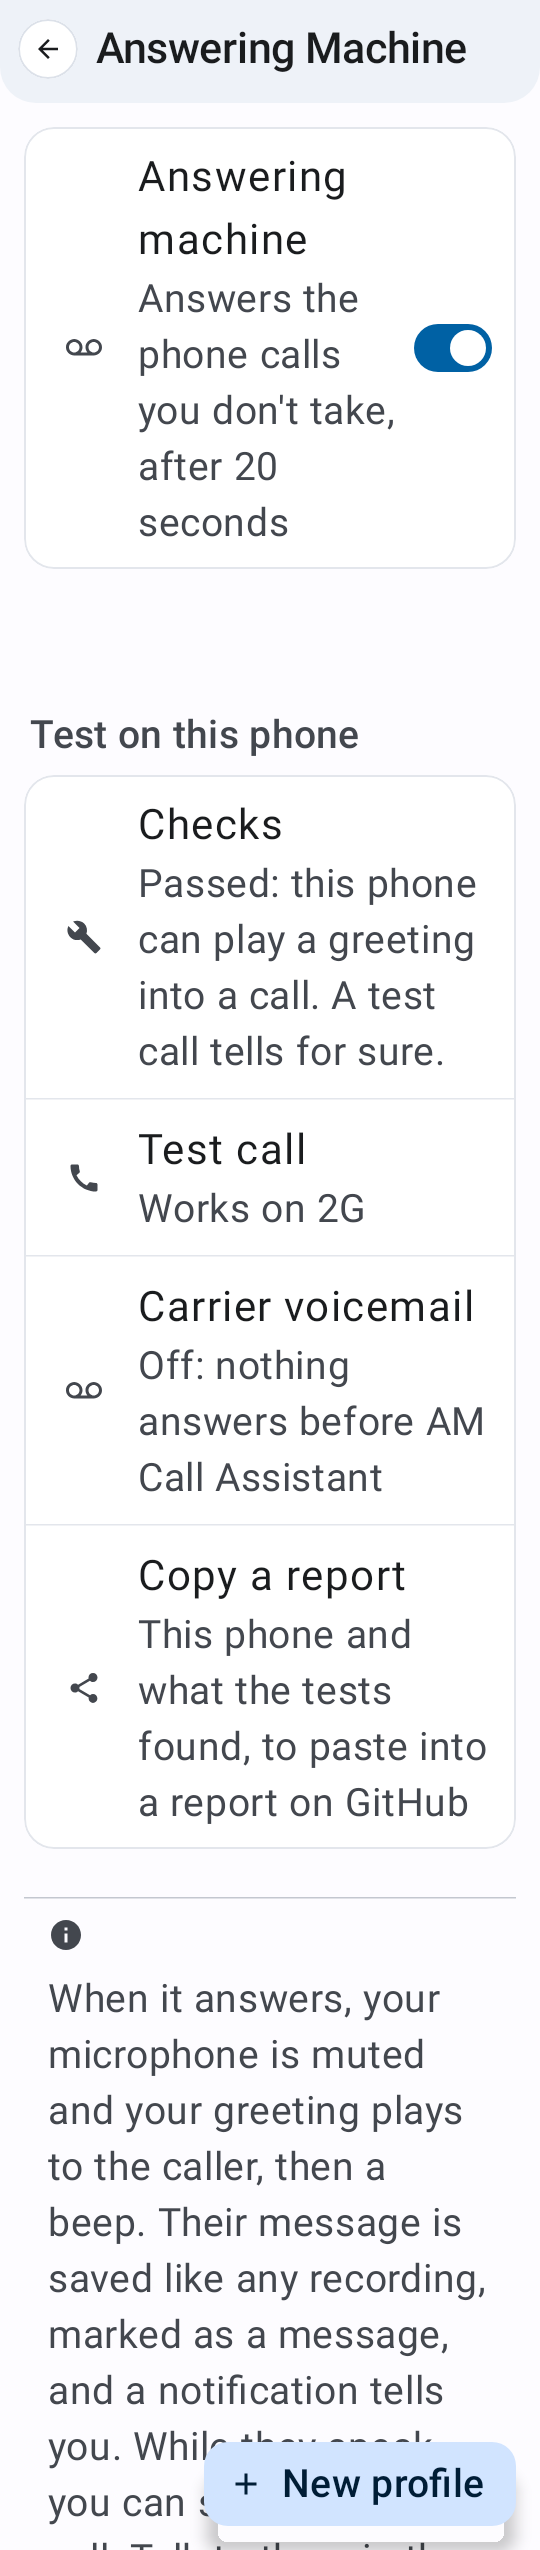 Answering Machine
Answering
machine
Answers the
phone calls
you don't take,
after 20
seconds
Test on this phone
Checks
Passed: this phone
can play a greeting
into a call. A test
call tells for sure.
Test call
Works on 2G
Carrier voicemail
Off: nothing
answers before AM
Call Assistant
Copy a report
This phone and
what the tests
found, to paste into
a report on GitHub
When it answers, your
microphone is muted
and your greeting plays
to the caller, then a
beep. Their message is
saved like any recording,
marked as a message,
and a notification tells
you. While they speak
you can
New profile